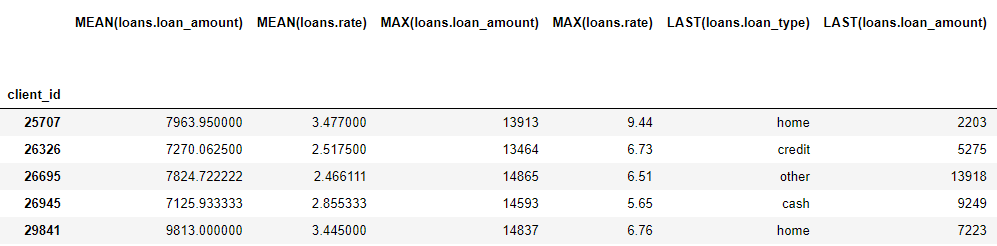 MEAN(loans.loan_amount) MEAN(loans.rate) MAX(loans.loan_amount) MAX(loans.rate) LAST(loans.loan_type) LAST(loans.loan_amount)
client_id
25707 7963.950000 3.477000 13913 9.44 home 2203
26326 7270.062500 2.517500 13464 6.73 credit 5275
26695 7824.722222 2.466111 14865 6.51 other 13918
26945 7125.933333 2.855333 14593 5.65 cash 9249
29841 9813.000000 3.445000 14837 6.76 home 7223